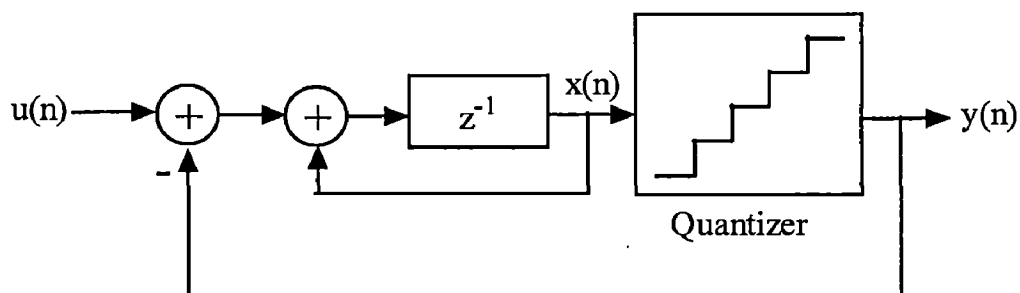 u(n)
+
+
z⁻¹
x(n)
y(n)
-
Quantizer